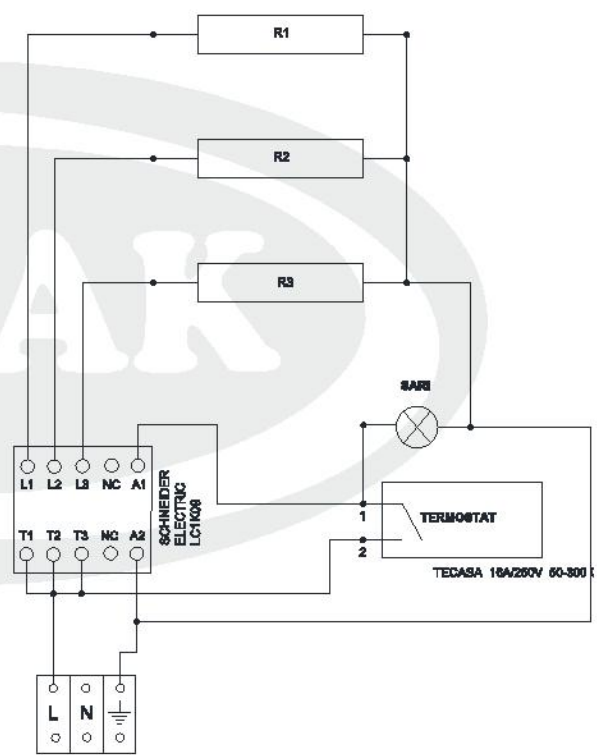 R1
R2
R3
SARI
L1 L2 L3 NC A1
T1 T2 T3 NC A2
SCHNEIDER
ELECTRIC
LC1K09
1
2
TERMOSTAT
TECASA 16A/250V 50-300
L N
AK